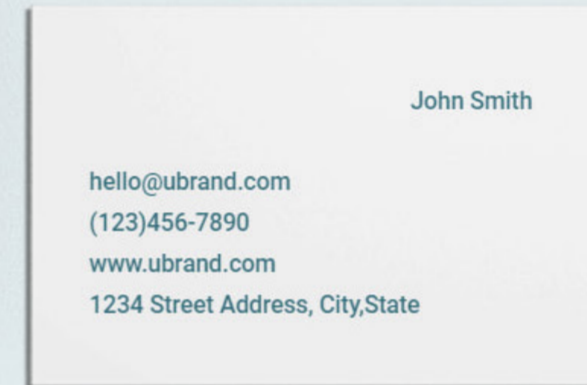 John Smith
hello@ubrand.com
(123)456-7890
www.ubrand.com
1234 Street Address, City,State